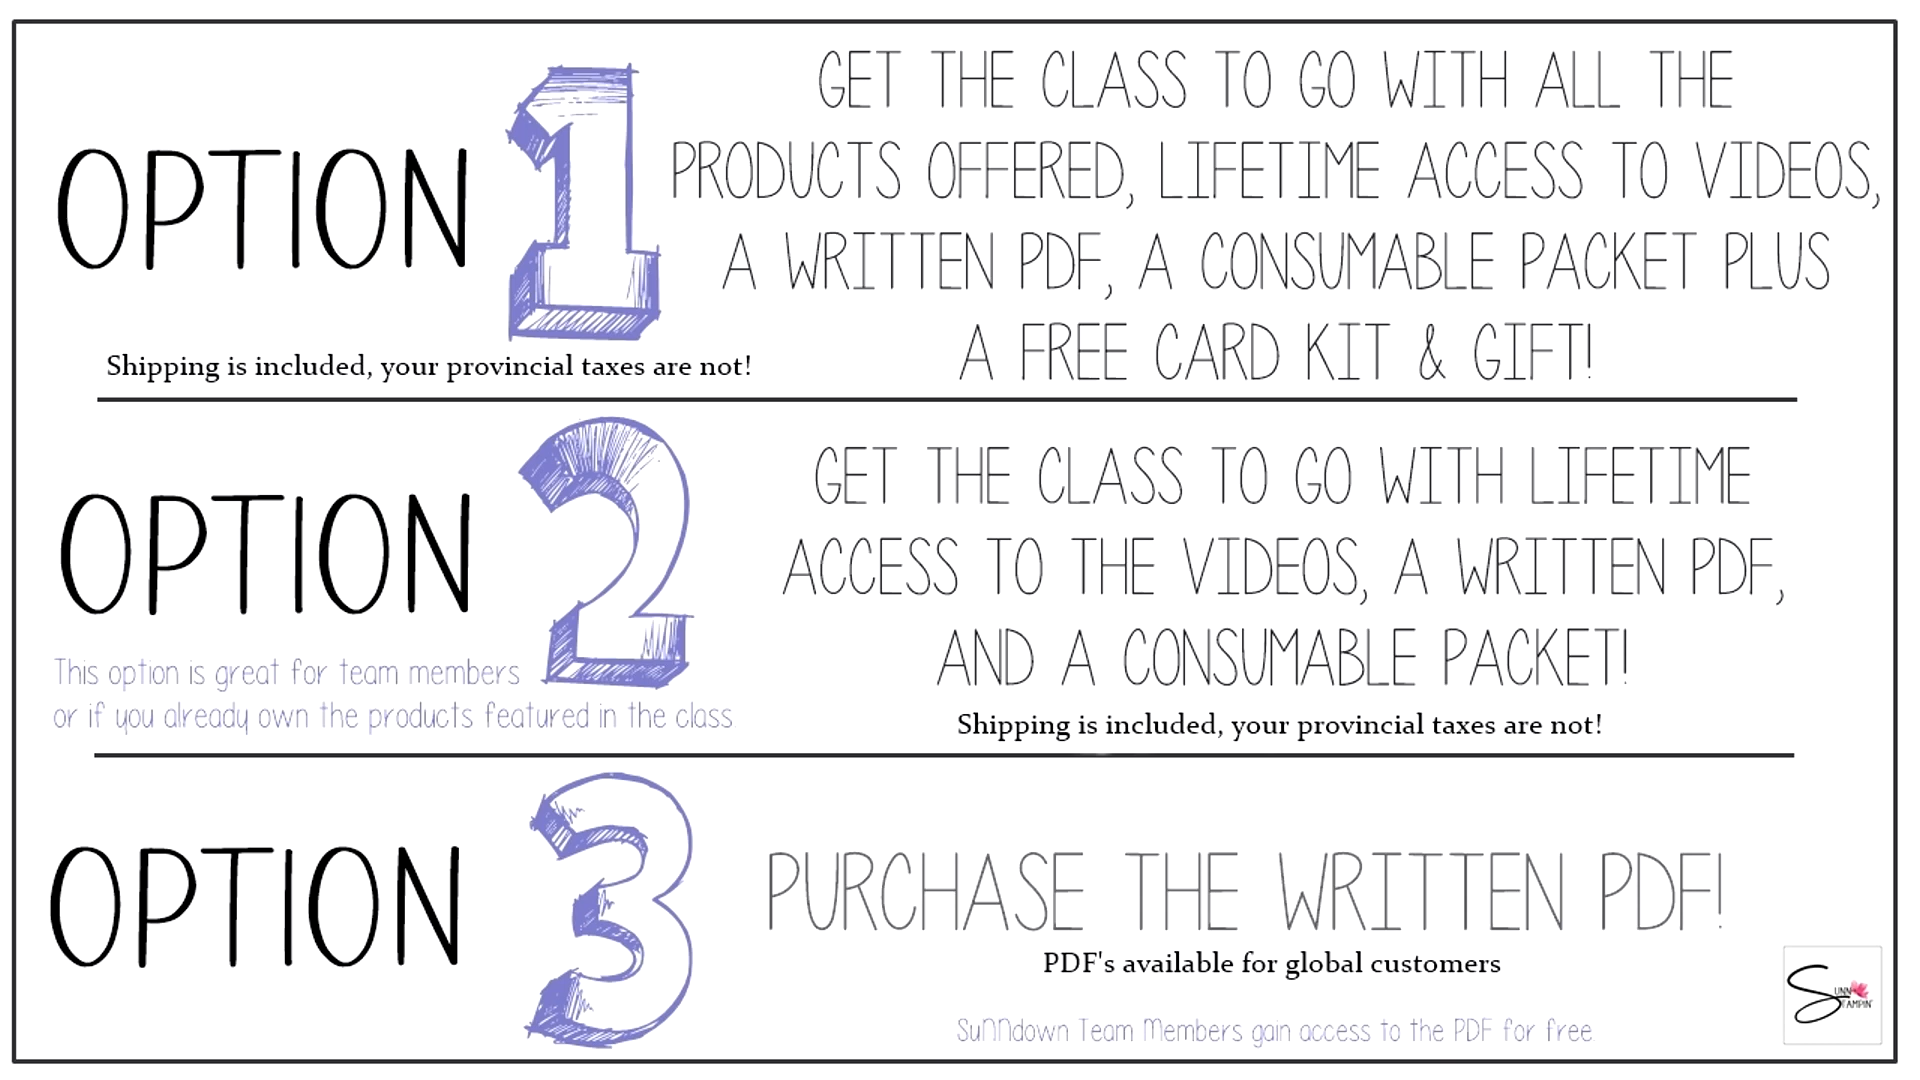 OPTION 1
GET THE CLASS TO GO WITH ALL THE
PRODUCTS OFFERED, LIFETIME ACCESS TO VIDEOS,
A WRITTEN PDF, A CONSUMABLE PACKET PLUS
A FREE CARD KIT & GIFT!
Shipping is included, your provincial taxes are not!
OPTION 2
This option is great for team members
or if you already own the products featured in the class.
GET THE CLASS TO GO WITH LIFETIME
ACCESS TO THE VIDEOS, A WRITTEN PDF,
AND A CONSUMABLE PACKET!
Shipping is included, your provincial taxes are not!
OPTION 3
PURCHASE THE WRITTEN PDF!
PDF's available for global customers
SuNNdown Team Members gain access to the PDF for free.
SUNN
STAMPIN'